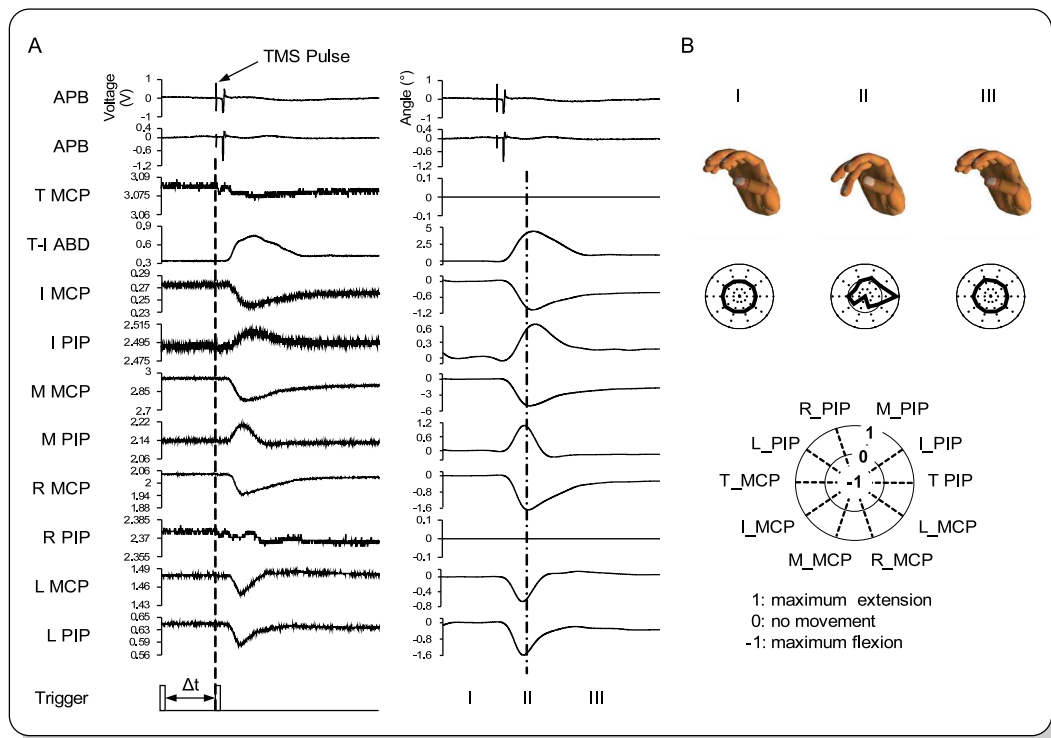 A
B
TMS Pulse
Voltage (V)
Angle (°)
I II III
APB
1
0
-1
1
0
-1
APB
0.4
-0.6
-1.2
0.4
-0.6
-1.2
T MCP
3.09
3.075
3.06
0.1
0
-0.1
T-I ABD
0.9
0.6
0.3
5
2.5
0
I MCP
0.29
0.27
0.25
0.23
0
-0.6
-1.2
I PIP
2.515
2.495
2.475
0.6
0.3
0
M MCP
3
2.85
2.7
0
-3
-6
M PIP
2.22
2.14
2.06
1.2
0.6
0
R MCP
2.06
2
1.94
1.88
0
-0.8
-1.6
R PIP
2.385
2.37
2.355
0.1
0
-0.1
L MCP
1.49
1.46
1.43
0
-0.4
-0.8
L PIP
0.65
0.63
0.59
0.56
0
-0.8
-1.6
Trigger
Δt
I II III
R_PIP M_PIP
L_PIP I_PIP
T_MCP T PIP
I_MCP L_MCP
M_MCP R_MCP
1
0
-1
1: maximum extension
0: no movement
-1: maximum flexion